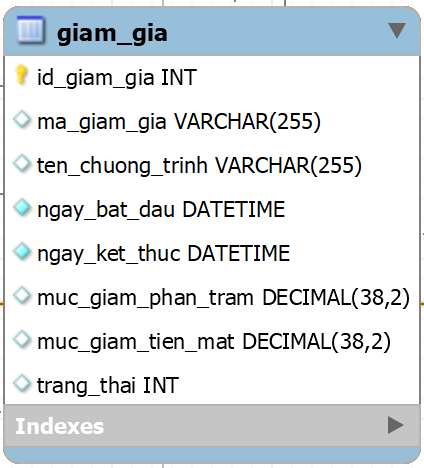 giam_gia
id_giam_gia INT
ma_giam_gia VARCHAR(255)
ten_chuong_trinh VARCHAR(255)
ngay_bat_dau DATETIME
ngay_ket_thuc DATETIME
muc_giam_phan_tram DECIMAL(38,2)
muc_giam_tien_mat DECIMAL(38,2)
trang_thai INT
Indexes